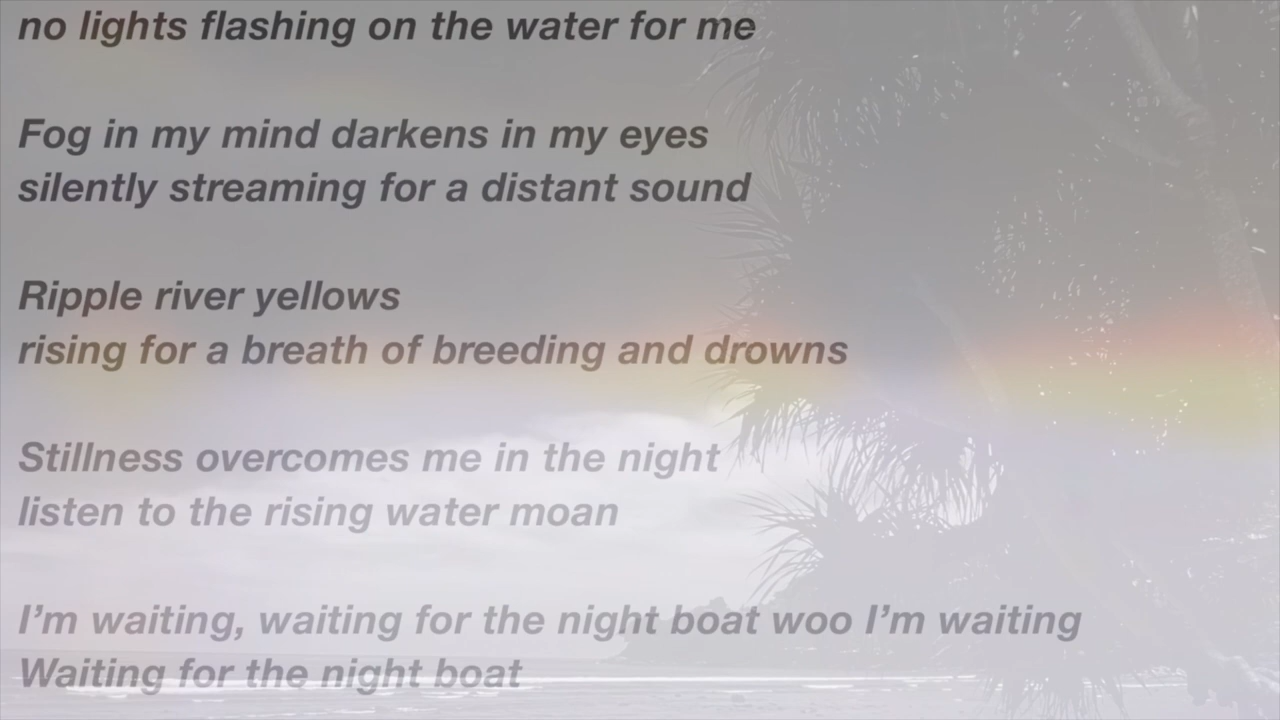 no lights flashing on the water for me
Fog in my mind darkens in my eyes
silently streaming for a distant sound
Ripple river yellows
rising for a breath of breeding and drowns
Stillness overcomes me in the night
listen to the rising water moan
I’m waiting, waiting for the night boat woo I’m waiting
Waiting for the night boat